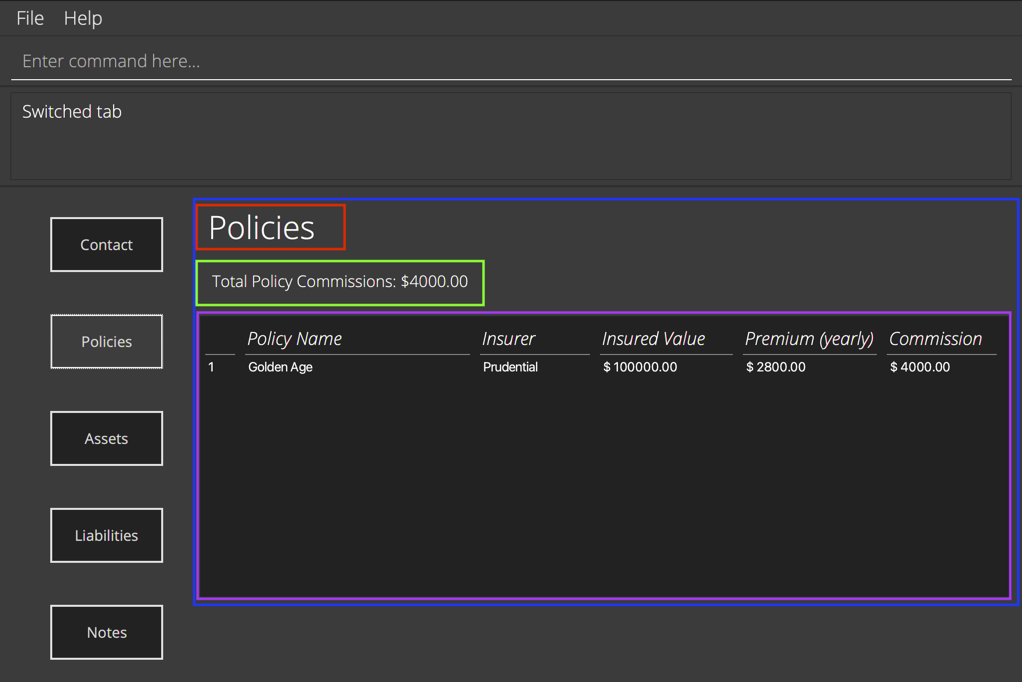 File Help
Enter command here...
Switched tab
Contact
Policies
Assets
Liabilities
Notes
Policies
Total Policy Commissions: $4000.00
Policy Name Insurer Insured Value Premium (yearly) Commission
1 Golden Age Prudential $ 100000.00 $ 2800.00 $ 4000.00